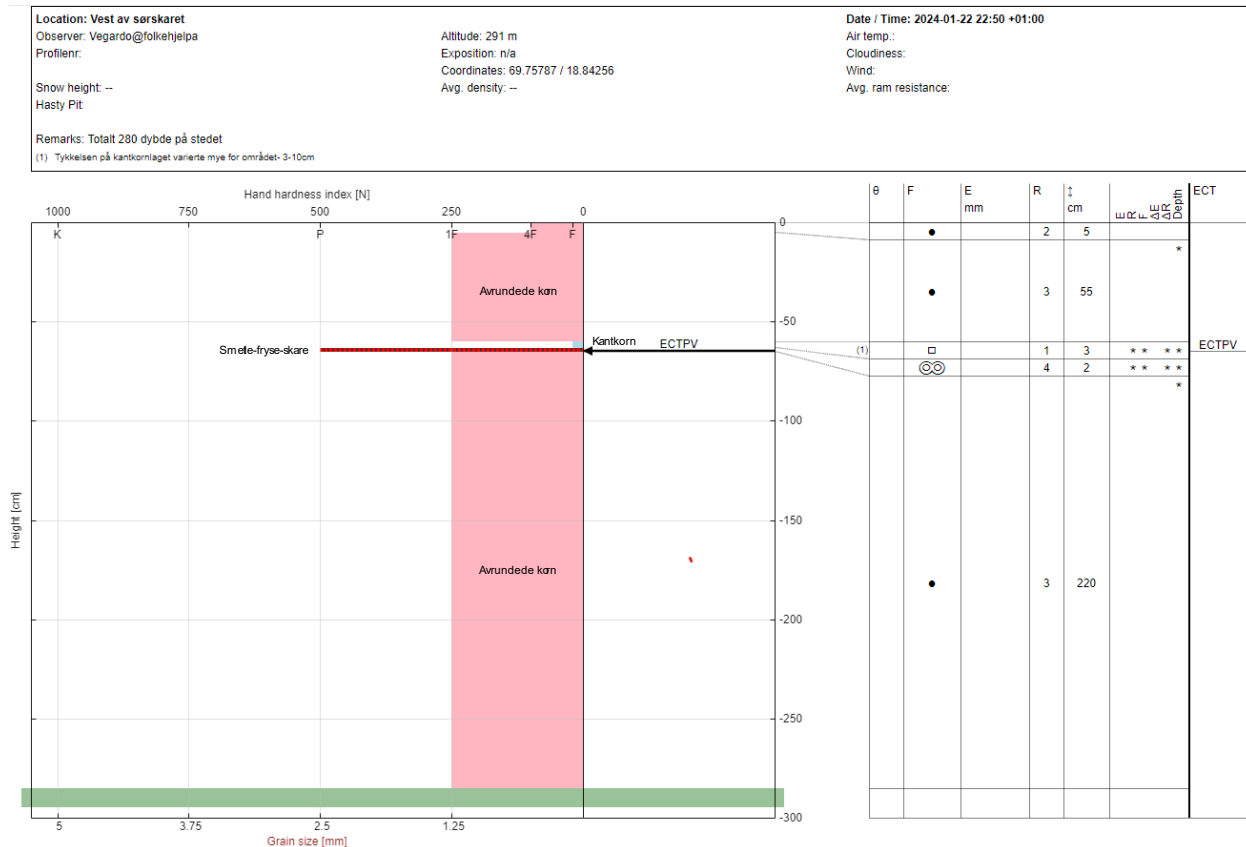 Location: Vest av sørskaret
Observer: Vegardo@folkehjelpa
Profilenr:
Snow height: --
Hasty Pit
Remarks: Totalt 280 dybde på stedet
(1) Tykkelsen på kantkornlaget varierte mye for området- 3-10cm
Altitude: 291 m
Exposition: n/a
Coordinates: 69.75787 / 18.84256
Avg. density: --
Date / Time: 2024-01-22 22:50 +01:00
Air temp.:
Cloudiness:
Wind:
Avg. ram resistance:
Hand hardness index [N]
1000 750 500 250 0
K P 1F 4F F
Avrundede korn
Smelte-fryse-skare
Kantkorn
ECTPV
Avrundede korn
Height [cm]
0
-50
-100
-150
-200
-250
-300
5 3.75 2.5 1.25
Grain size [mm]
θ F E mm R ↕ cm E R F ΔE ΔR Depth ECT
● 2 5
*
● 3 55
(1) □ 1 3 * * * * ECTPV
◎◎ 4 2 * * * *
*
● 3 220